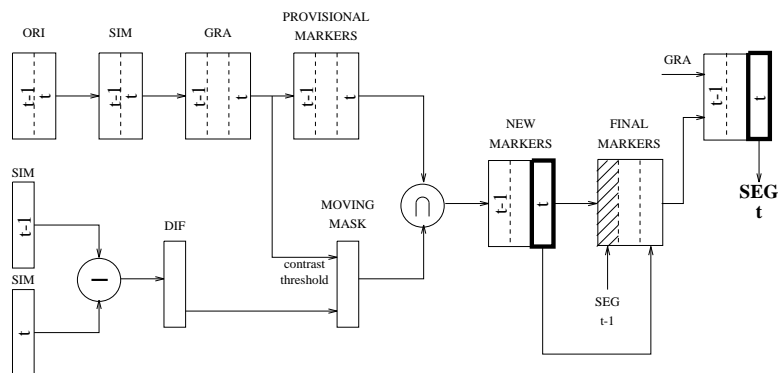 PROVISIONAL
MARKERS
ORI
SIM
GRA
t-1
t
t-1
t
t-1
t
t-1
t
GRA
t-1
t
SEG
t
NEW
MARKERS
FINAL
MARKERS
t-1
t
∩
SIM
t-1
MOVING
MASK
DIF
−
contrast
threshold
SIM
t
SEG
t-1